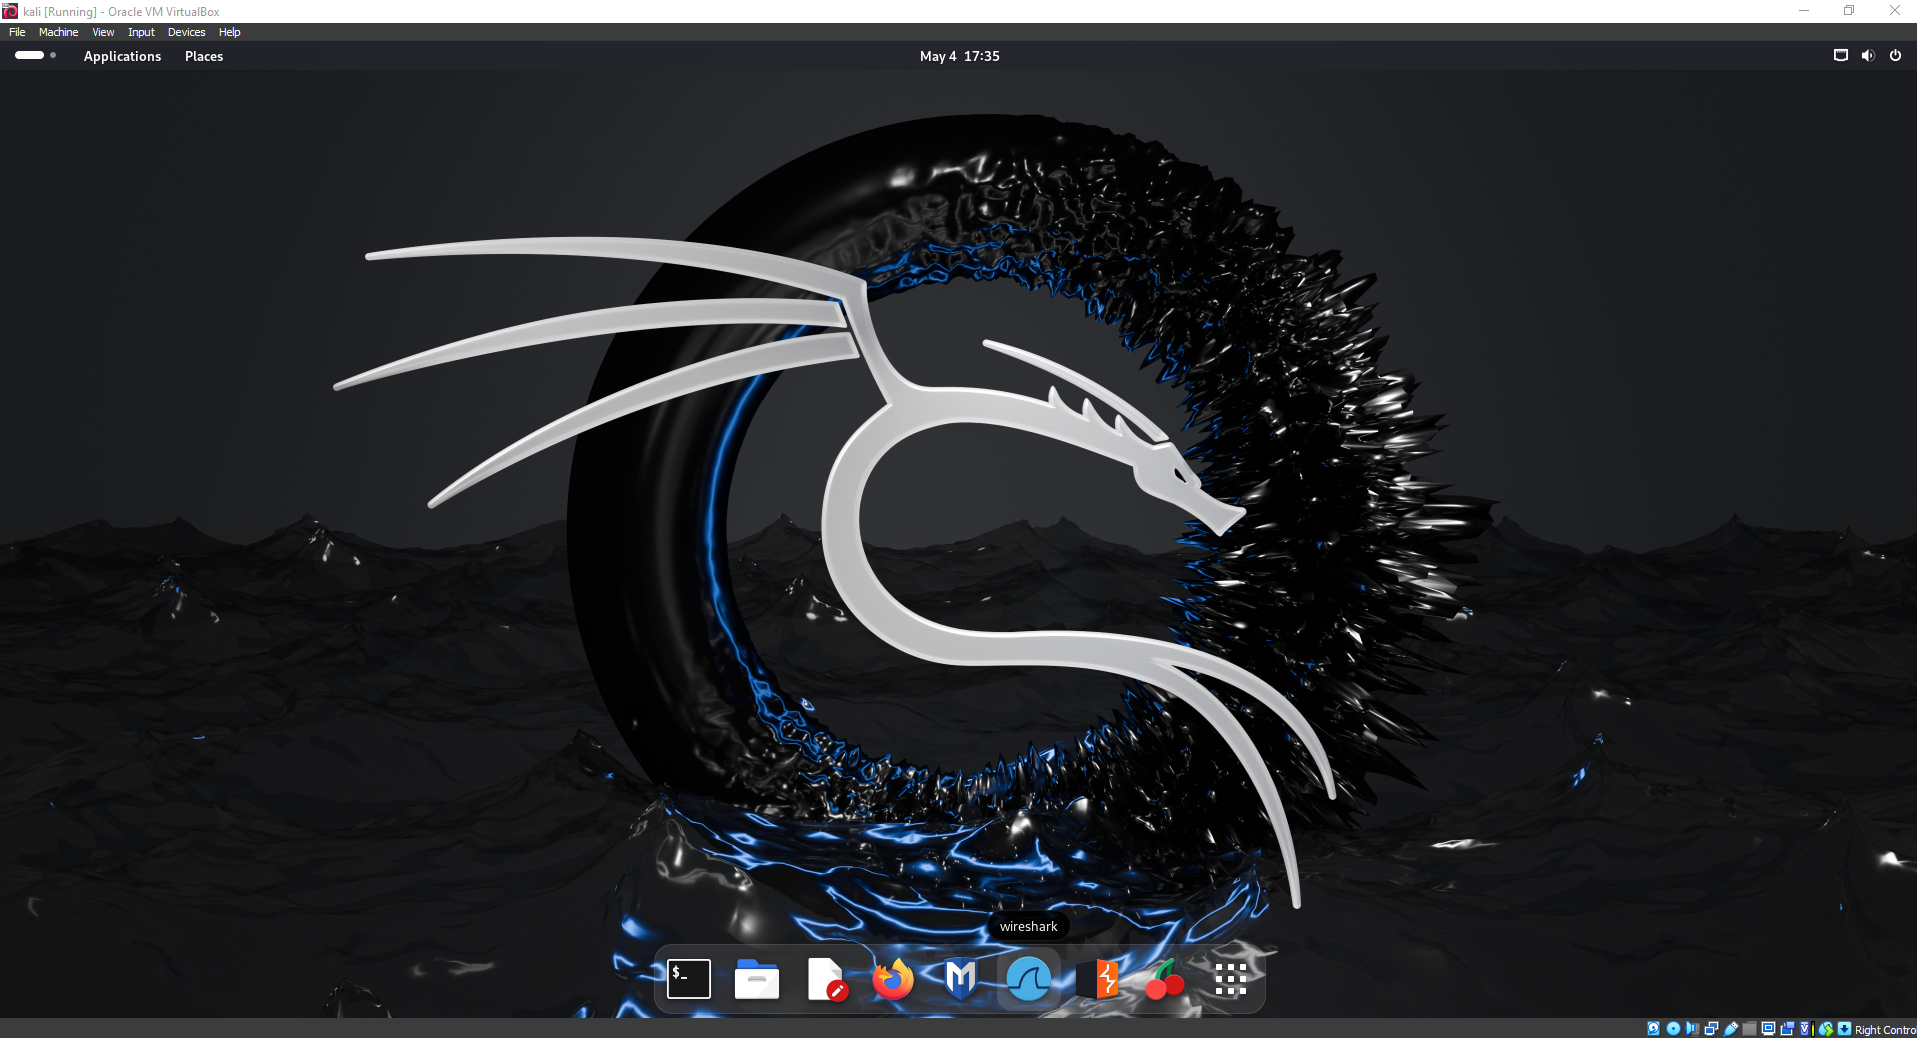 kali [Running] - Oracle VM VirtualBox
File Machine View Input Devices Help
Applications Places May 4 17:35
wireshark
$_
Right Contro